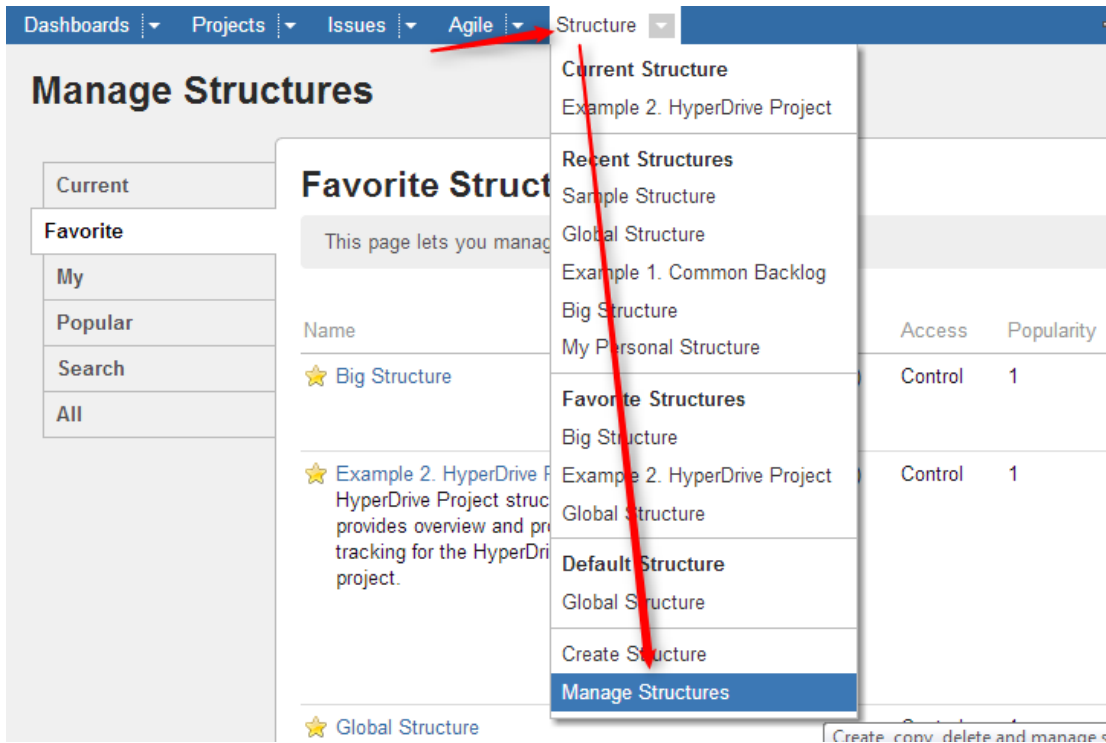 Dashboards Projects Issues Agile Structure
Manage Structures
Current
Favorite
My
Popular
Search
All
Favorite Struct
This page lets you manag
Name Access Popularity
Big Structure Control 1
Example 2. HyperDrive Control 1
HyperDrive Project struc
provides overview and pr
tracking for the HyperDri
project.
Global Structure
Current Structure
Example 2. HyperDrive Project
Recent Structures
Sample Structure
Global Structure
Example 1. Common Backlog
Big Structure
My Personal Structure
Favorite Structures
Big Structure
Example 2. HyperDrive Project
Global Structure
Default Structure
Global Structure
Create Structure
Manage Structures
Create, copy, delete and manage s